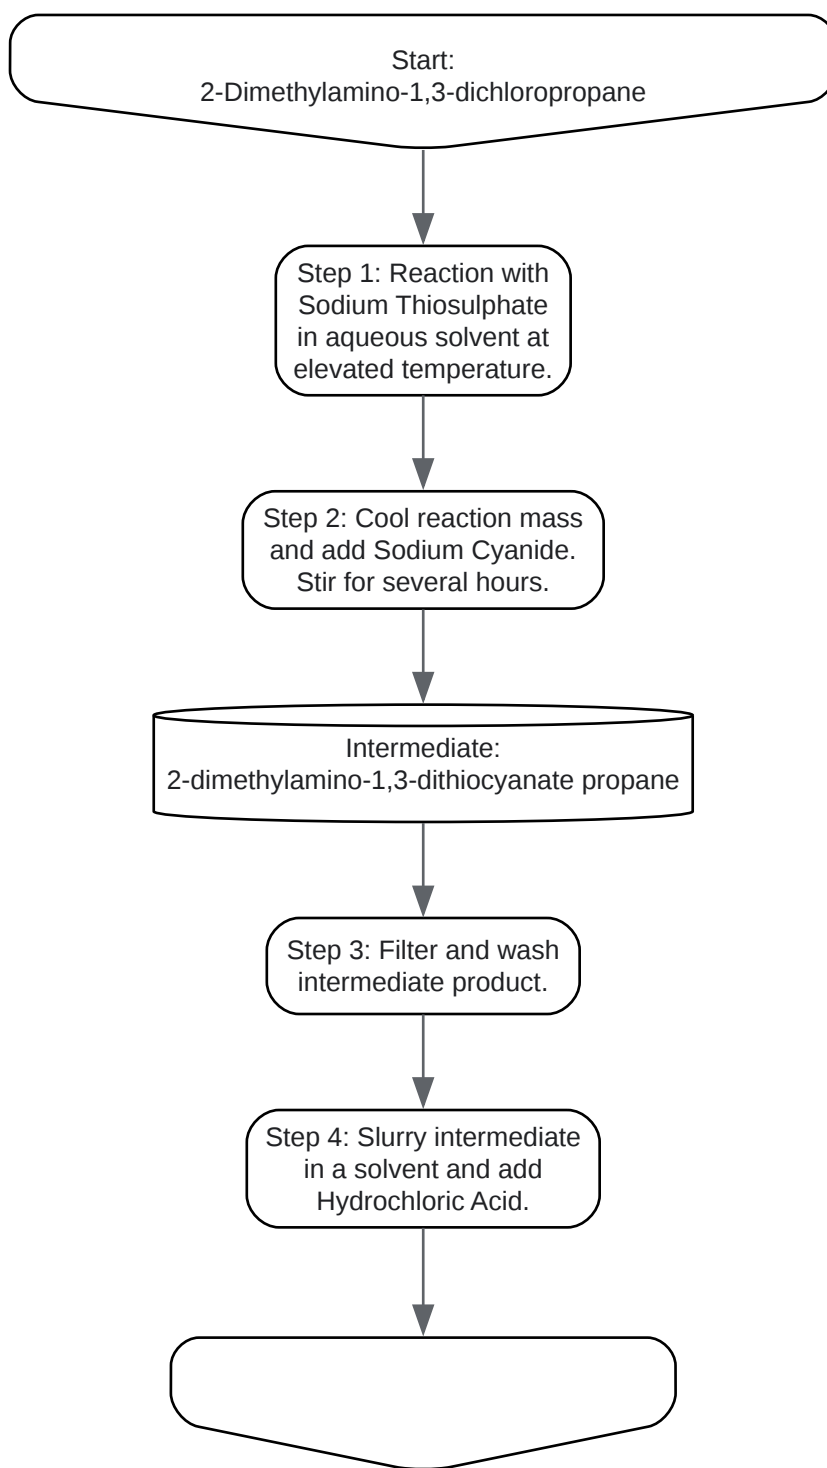 Start:
2-Dimethylamino-1,3-dichloropropane
Step 1: Reaction with
Sodium Thiosulphate
in aqueous solvent at
elevated temperature.
Step 2: Cool reaction mass
and add Sodium Cyanide.
Stir for several hours.
Intermediate:
2-dimethylamino-1,3-dithiocyanate propane
Step 3: Filter and wash
intermediate product.
Step 4: Slurry intermediate
in a solvent and add
Hydrochloric Acid.